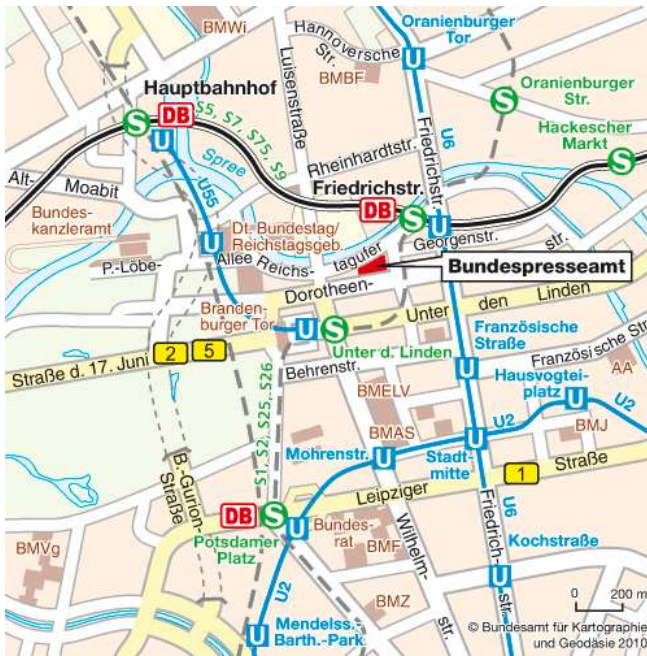 BMWi
Hannoversche
Str.
BMBF
Oranienburger
Tor
Luisenstraße
Hauptbahnhof
DB
S
U
S5, S7, S75, S9
Oranienburger
Str.
S
Hackescher
Markt
S
U
U6
Friedrichstr.
Rheinhardtstr.
Spree
Alt-
Moabit
U55
Friedrichstr.
DB
S
U
Bundes-
kanzleramt
U
Dt. Bundestag/
Reichstagsgeb.
Georgenstr.
P.-Löbe-
Allee
Reichs-
tagufer
Bundespresseamt
Dorotheen-
str.
Branden-
burger Tor
U
S
Unter den Linden
Unter d. Linden
2
5
Straße d. 17. Juni
Behrenstr.
Französische
Straße
U
Französische Str.
AA
BMELV
Hausvogtei-
platz
U
U2
U2
BMJ
BMAS
Mohrenstr.
U
U
Stadt-
mitte
S1, S2, S25, S26
B.-Gurion-
Straße
1
Leipziger Straße
DB
S
U
Potsdamer
Platz
Bundes-
rat
BMF
Wilhelm-
str.
U6
Friedrich-
str.
Kochstraße
U
BMVg
U2
BMZ
Mendelss.
Barth.-Park
U
0 200 m
© Bundesamt für Kartographie
und Geodäsie 2010